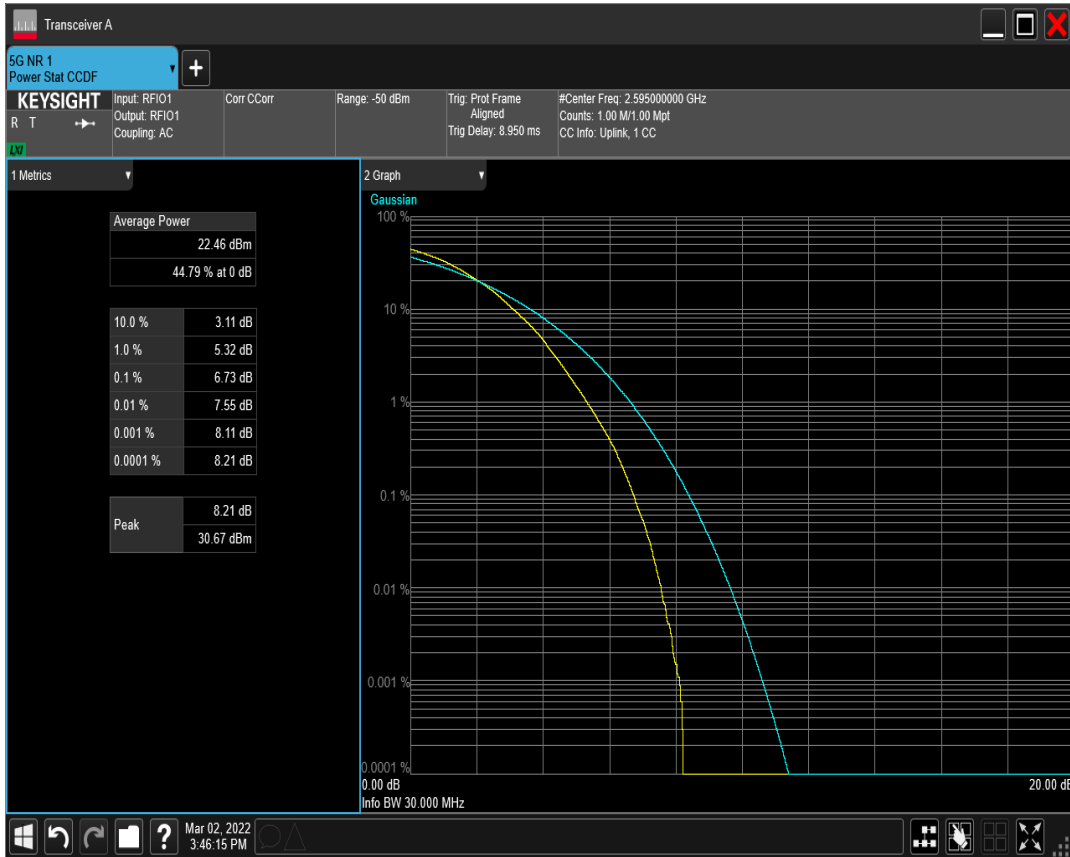 Transceiver A
5G NR 1
Power Stat CCDF
KEYSIGHT
R T
LXI
Input: RFIO1
Output: RFIO1
Coupling: AC
Corr CCorr
Range: -50 dBm
Trig: Prot Frame
Aligned
Trig Delay: 8.950 ms
#Center Freq: 2.595000000 GHz
Counts: 1.00 M/1.00 Mpt
CC Info: Uplink, 1 CC
1 Metrics
Average Power
22.46 dBm
44.79 % at 0 dB
10.0 % 3.11 dB
1.0 % 5.32 dB
0.1 % 6.73 dB
0.01 % 7.55 dB
0.001 % 8.11 dB
0.0001 % 8.21 dB
Peak
8.21 dB
30.67 dBm
2 Graph
Gaussian
100 %
10 %
1 %
0.1 %
0.01 %
0.001 %
0.0001 %
0.00 dB
20.00 dB
Info BW 30.000 MHz
Mar 02, 2022
3:46:15 PM